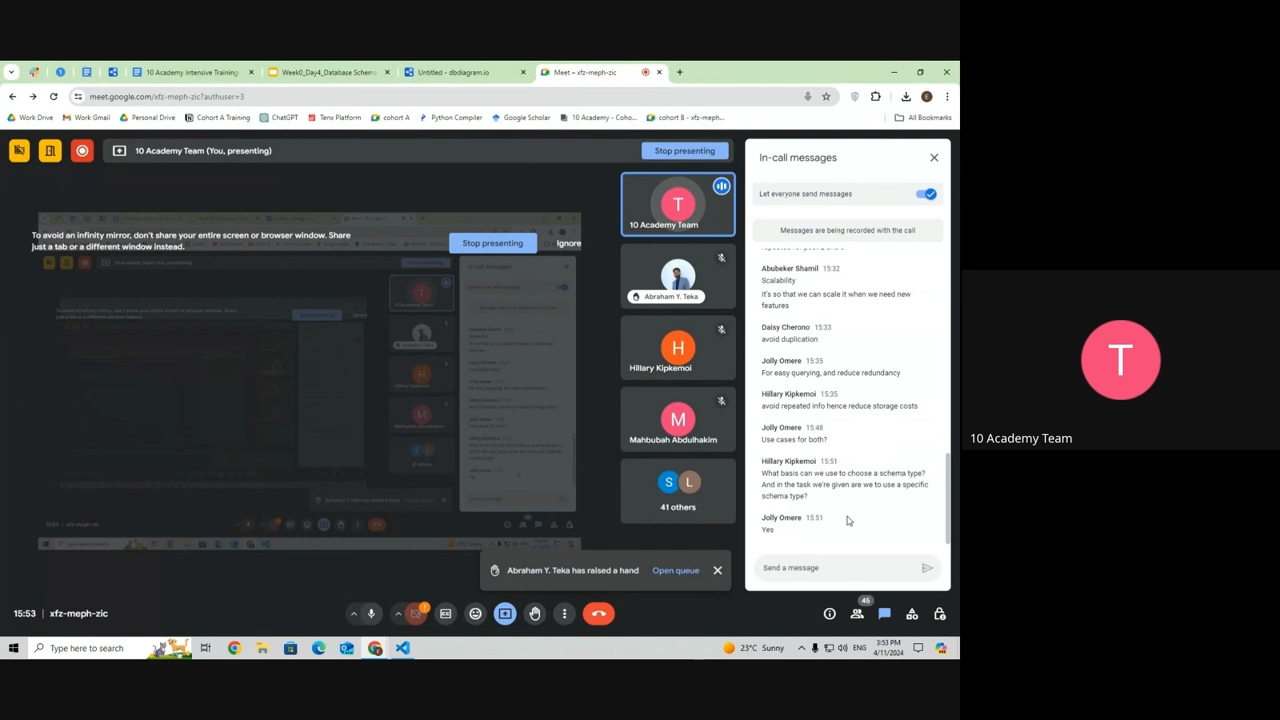 10 Academy Intensive Training
Week0_Day4_Database Schem
Untitled - dbdiagram.io
Meet – xfz-meph-zic
meet.google.com/xfz-meph-zic?authuser=3
Work Drive
Work Gmail
Personal Drive
Cohort A Training
ChatGPT
Tenx Platform
cohort A
Python Compiler
Google Scholar
10 Academy - Coho...
cohort B - xfz-meph...
All Bookmarks
10 Academy Team (You, presenting)
Stop presenting
To avoid an infinity mirror, don't share your entire screen or browser window. Share
just a tab or a different window instead.
Stop presenting
Ignore
T
10 Academy Team
Abraham Y. Teka
H
Hillary Kipkemoi
M
Mahbubah Abdulhakim
S L
41 others
In-call messages
Let everyone send messages
Messages are being recorded with the call
Abubeker Shamil 15:32
Scalability
it's so that we can scale it when we need new
features
Daisy Cherono 15:33
avoid duplication
Jolly Omere 15:35
For easy querying, and reduce redundancy
Hillary Kipkemoi 15:35
avoid repeated info hence reduce storage costs
Jolly Omere 15:48
Use cases for both?
Hillary Kipkemoi 15:51
What basis can we use to choose a schema type?
And in the task we're given are we to use a specific
schema type?
Jolly Omere 15:51
Yes
Send a message
Abraham Y. Teka has raised a hand
Open queue
15:53 | xfz-meph-zic
45
Type here to search
23°C Sunny
ENG
3:53 PM
4/11/2024
T
10 Academy Team